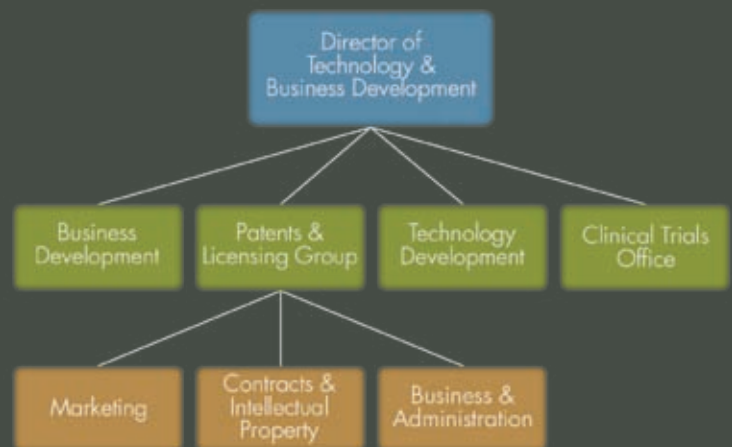 Director of
Technology &
Business Development
Business
Development
Patents &
Licensing Group
Technology
Development
Clinical Trials
Office
Marketing
Contracts &
Intellectual
Property
Business &
Administration